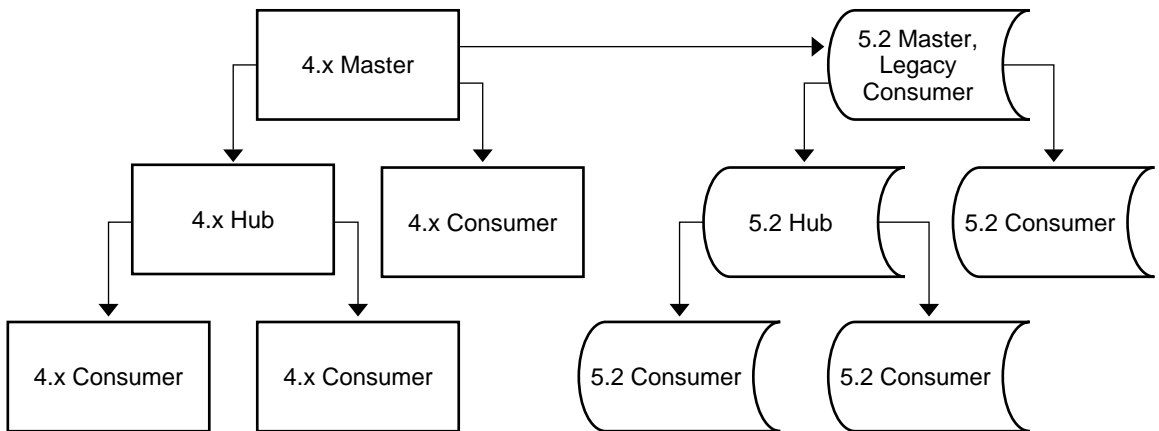 4.x Master
5.2 Master,
Legacy
Consumer
4.x Hub
4.x Consumer
5.2 Hub
5.2 Consumer
4.x Consumer
4.x Consumer
5.2 Consumer
5.2 Consumer